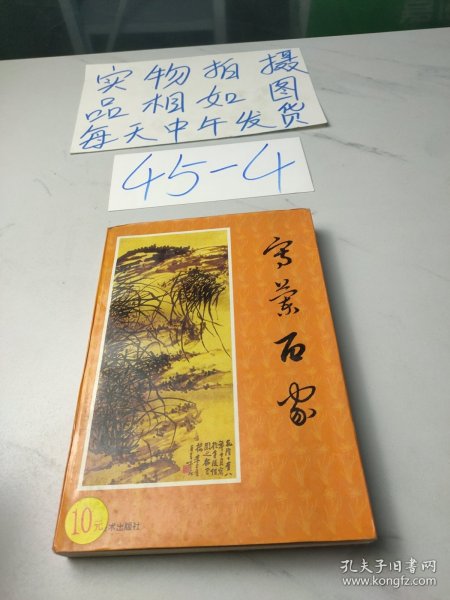 实物拍摄
品相如图
每天中午发货
45-4
写兰百家
10元
术出版社
孔夫子旧书网
www.kongfz.com